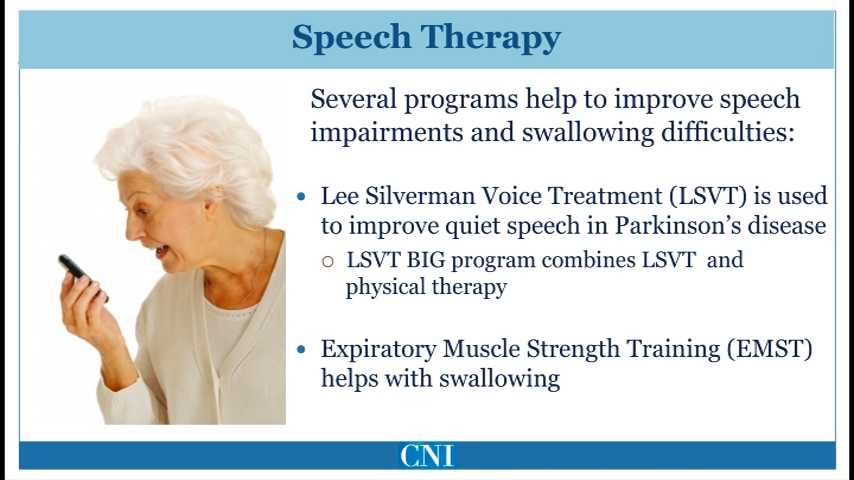 Speech Therapy
Several programs help to improve speech
impairments and swallowing difficulties:
• Lee Silverman Voice Treatment (LSVT) is used
to improve quiet speech in Parkinson's disease
○ LSVT BIG program combines LSVT and
physical therapy
• Expiratory Muscle Strength Training (EMST)
helps with swallowing
CNI